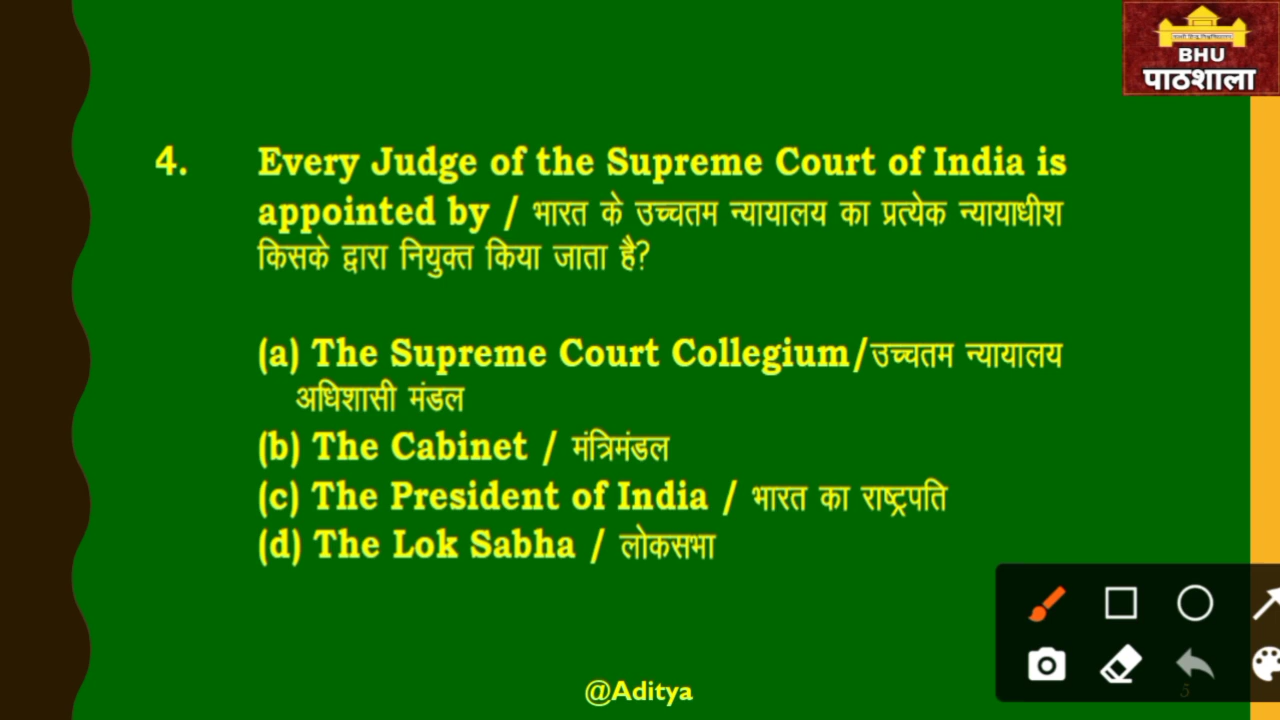 BHU
पाठशाला
4. Every Judge of the Supreme Court of India is
appointed by / भारत के उच्चतम न्यायालय का प्रत्येक न्यायाधीश
किसके द्वारा नियुक्त किया जाता है?
(a) The Supreme Court Collegium/उच्चतम न्यायालय
अधिशासी मंडल
(b) The Cabinet / मंत्रिमंडल
(c) The President of India / भारत का राष्ट्रपति
(d) The Lok Sabha / लोकसभा
@Aditya
5